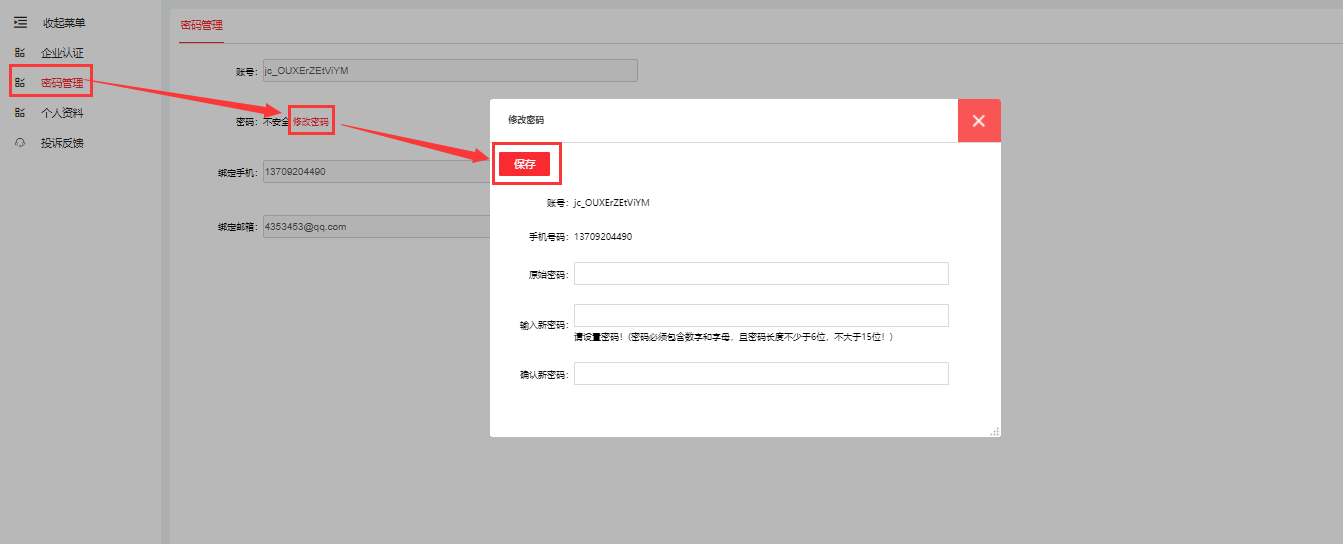 收起菜单
企业认证
密码管理
个人资料
投诉反馈
密码管理
账号： jc_OUXErZEtViYM
密码： 不安全 修改密码
绑定手机： 13709204490
绑定邮箱： 4353453@qq.com
修改密码
保存
账号： jc_OUXErZEtViYM
手机号码： 13709204490
原始密码：
输入新密码：
请设置密码！(密码必须包含数字和字母，且密码长度不少于6位，不大于15位！)
确认新密码：